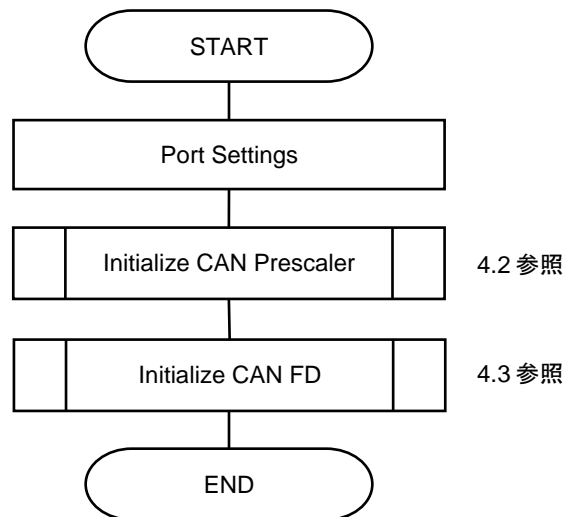 START
Port Settings
Initialize CAN Prescaler
4.2 参照
Initialize CAN FD
4.3 参照
END